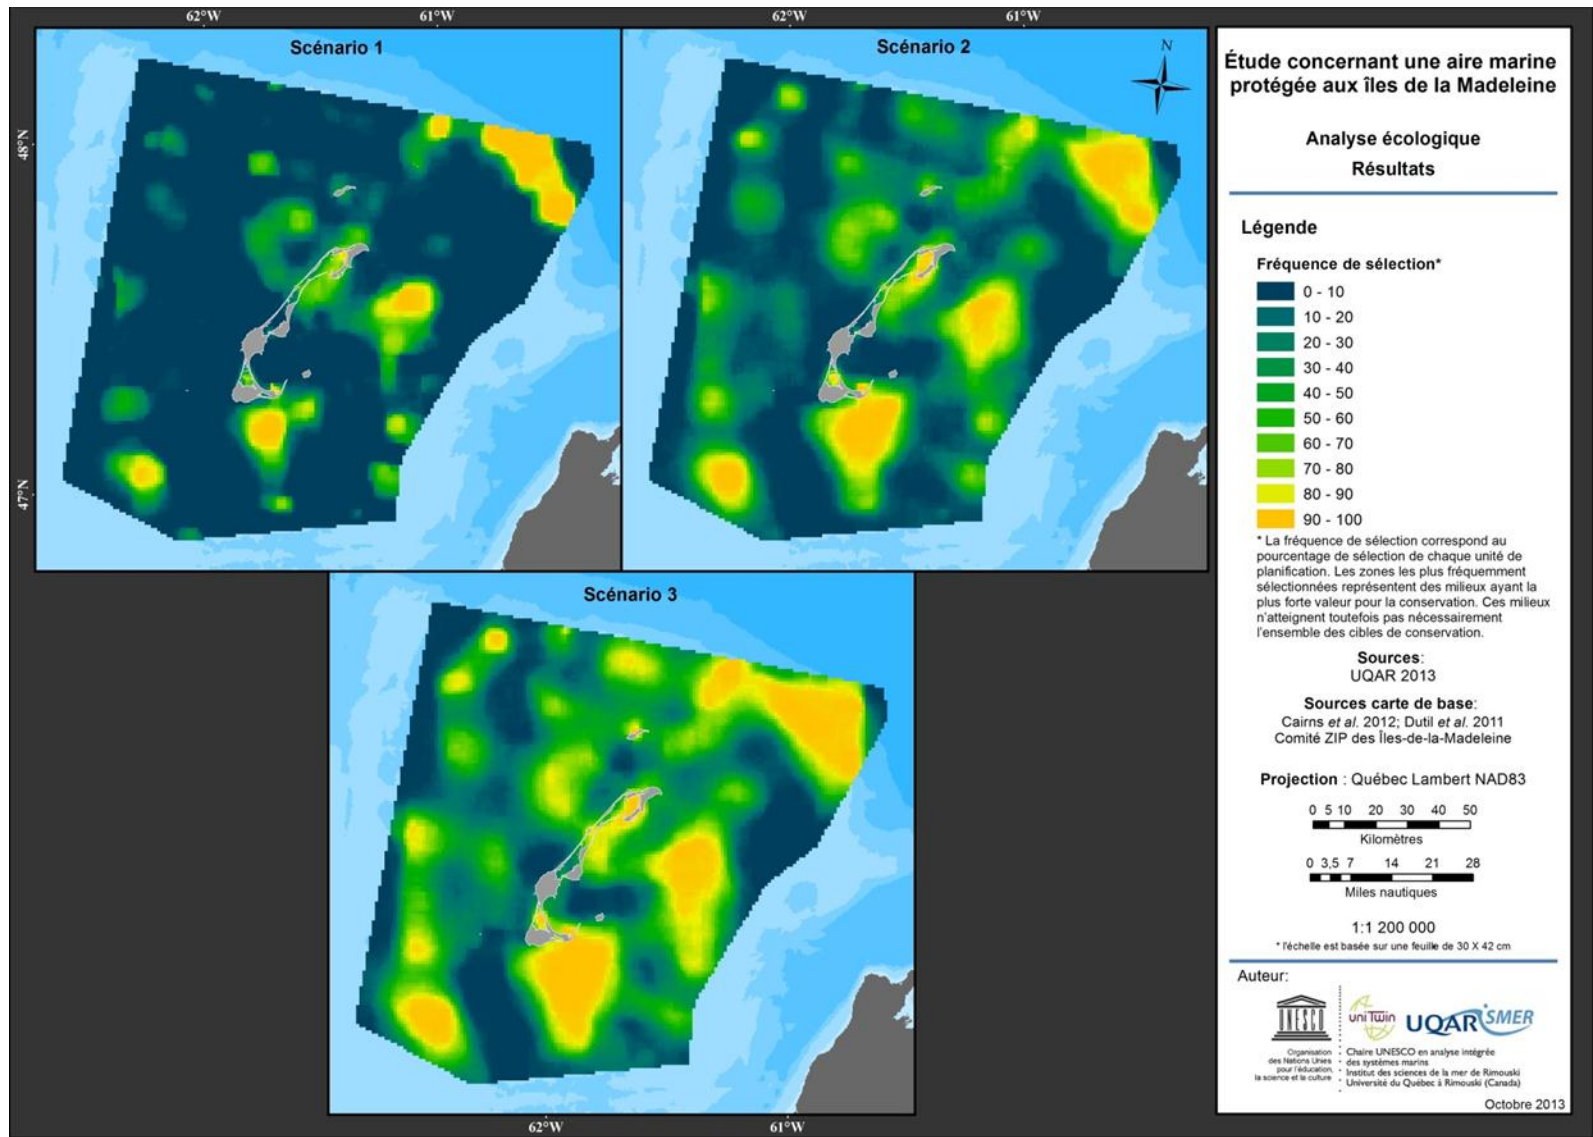 62°W
61°W
62°W
61°W
Scénario 1
Scénario 2
N
48°N
47°N
Scénario 3
62°W
61°W
Étude concernant une aire marine
protégée aux îles de la Madeleine
Analyse écologique
Résultats
Légende
Fréquence de sélection*
0 - 10
10 - 20
20 - 30
30 - 40
40 - 50
50 - 60
60 - 70
70 - 80
80 - 90
90 - 100
* La fréquence de sélection correspond au
pourcentage de sélection de chaque unité de
planification. Les zones les plus fréquemment
sélectionnées représentent des milieux ayant la
plus forte valeur pour la conservation. Ces milieux
n'atteignent toutefois pas nécessairement
l'ensemble des cibles de conservation.
Sources:
UQAR 2013
Sources carte de base:
Cairns et al. 2012; Dutil et al. 2011
Comité ZIP des Îles-de-la-Madeleine
Projection : Québec Lambert NAD83
0 5 10 20 30 40 50
Kilomètres
0 3,5 7 14 21 28
Miles nautiques
1:1 200 000
* l'échelle est basée sur une feuille de 30 X 42 cm
Auteur:
UNESCO
uniTwin
UQAR ISMER
Organisation
des Nations Unies
pour l'éducation,
la science et la culture
Chaire UNESCO en analyse intégrée
des systèmes marins
Institut des sciences de la mer de Rimouski
Université du Québec à Rimouski (Canada)
Octobre 2013